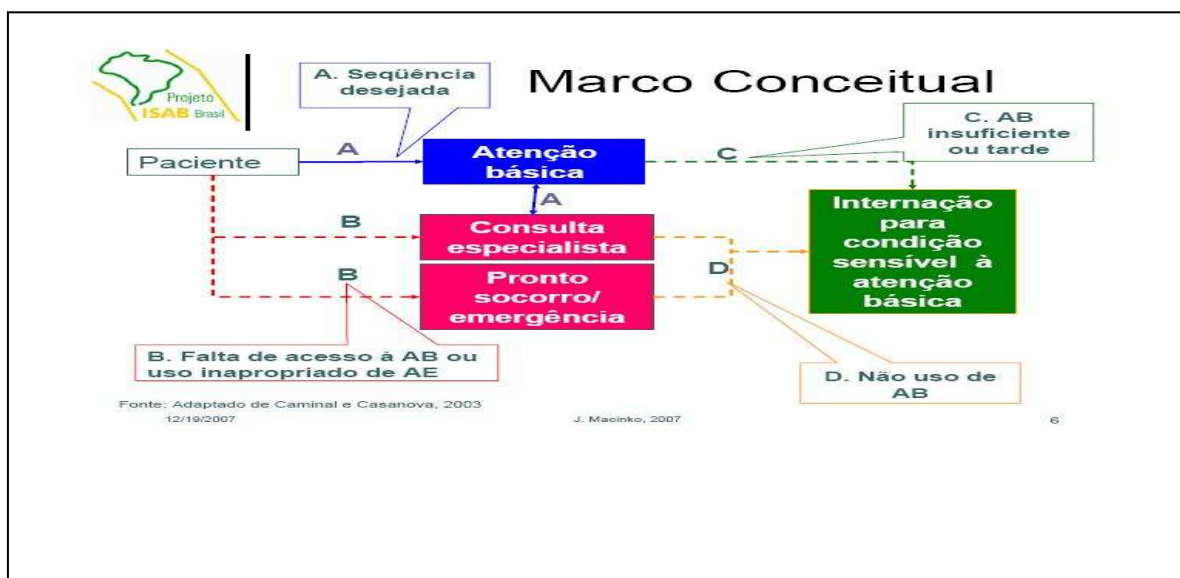 Projeto
ISAB Brasil
A. Seqüência
desejada
Marco Conceitual
C. AB
insuficiente
ou tarde
Paciente
A
Atenção
básica
C
A
B
Consulta
especialista
Internação
para
condição
sensível à
atenção
básica
B
Pronto
socorro/
emergência
D
B. Falta de acesso à AB ou
uso inapropriado de AE
D. Não uso de
AB
Fonte: Adaptado de Caminal e Casanova, 2003
12/19/2007
J. Macinko, 2007
6